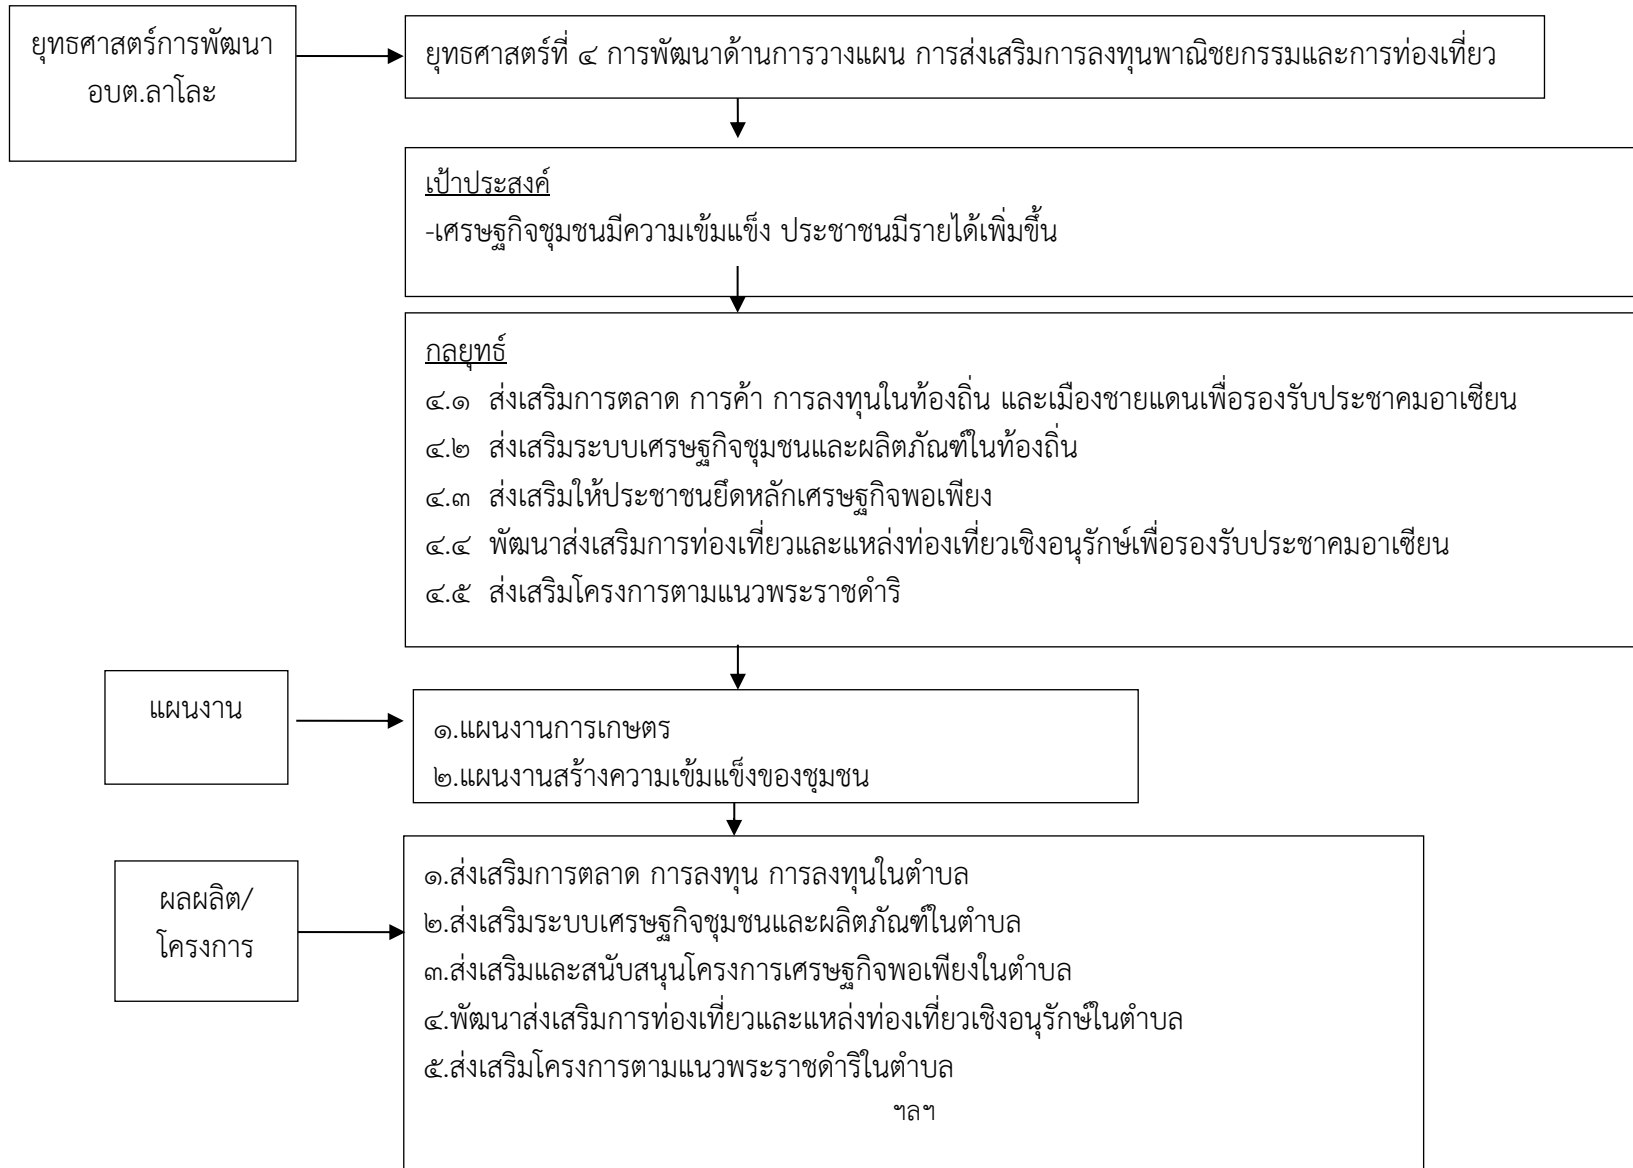 ยุทธศาสตร์การพัฒนา
อบต.ลาโละ
ยุทธศาสตร์ที่ ๔ การพัฒนาด้านการวางแผน การส่งเสริมการลงทุนพาณิชยกรรมและการท่องเที่ยว
เป้าประสงค์
-เศรษฐกิจชุมชนมีความเข้มแข็ง ประชาชนมีรายได้เพิ่มขึ้น
กลยุทธ์
๔.๑ ส่งเสริมการตลาด การค้า การลงทุนในท้องถิ่น และเมืองชายแดนเพื่อรองรับประชาคมอาเซียน
๔.๒ ส่งเสริมระบบเศรษฐกิจชุมชนและผลิตภัณฑ์ในท้องถิ่น
๔.๓ ส่งเสริมให้ประชาชนยึดหลักเศรษฐกิจพอเพียง
๔.๔ พัฒนาส่งเสริมการท่องเที่ยวและแหล่งท่องเที่ยวเชิงอนุรักษ์เพื่อรองรับประชาคมอาเซียน
๔.๕ ส่งเสริมโครงการตามแนวพระราชดำริ
แผนงาน
๑.แผนงานการเกษตร
๒.แผนงานสร้างความเข้มแข็งของชุมชน
ผลผลิต/
โครงการ
๑.ส่งเสริมการตลาด การลงทุน การลงทุนในตำบล
๒.ส่งเสริมระบบเศรษฐกิจชุมชนและผลิตภัณฑ์ในตำบล
๓.ส่งเสริมและสนับสนุนโครงการเศรษฐกิจพอเพียงในตำบล
๔.พัฒนาส่งเสริมการท่องเที่ยวและแหล่งท่องเที่ยวเชิงอนุรักษ์ในตำบล
๕.ส่งเสริมโครงการตามแนวพระราชดำริในตำบล
ฯลฯ